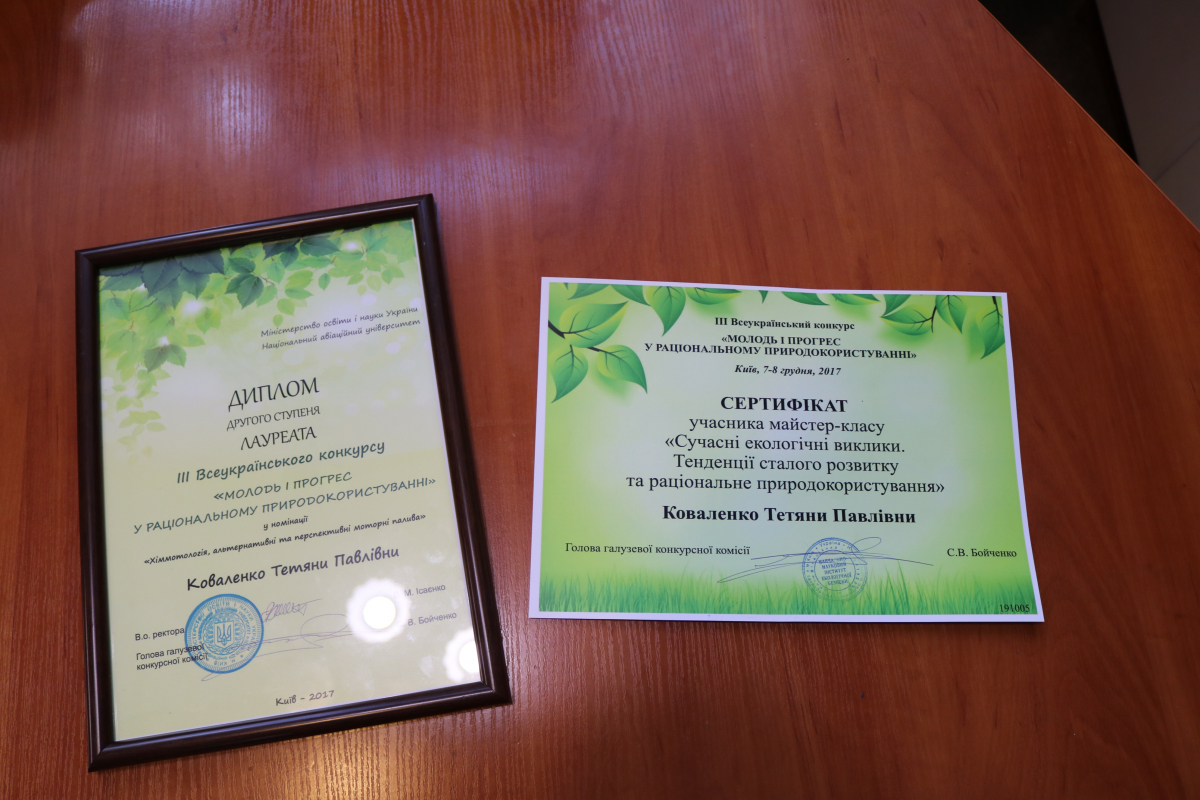 Міністерство освіти і науки України
Національний авіаційний університет
ДИПЛОМ
ДРУГОГО СТУПЕНЯ
ЛАУРЕАТА
ІІІ Всеукраїнського конкурсу
«МОЛОДЬ І ПРОГРЕС
У РАЦІОНАЛЬНОМУ ПРИРОДОКОРИСТУВАННІ»
у номінації
«Хіммотологія, альтернативні та перспективні моторні палива»
Коваленко Тетяни Павлівни
В.о. ректора
М. Ісаєнко
Голова галузевої
конкурсної комісії
В. Бойченко
Київ - 2017
ІІІ Всеукраїнський конкурс
«МОЛОДЬ І ПРОГРЕС
У РАЦІОНАЛЬНОМУ ПРИРОДОКОРИСТУВАННІ»
Київ, 7-8 грудня, 2017
СЕРТИФІКАТ
учасника майстер-класу
«Сучасні екологічні виклики.
Тенденції сталого розвитку
та раціональне природокористування»
Коваленко Тетяни Павлівни
Голова галузевої конкурсної комісії
С.В. Бойченко
191005